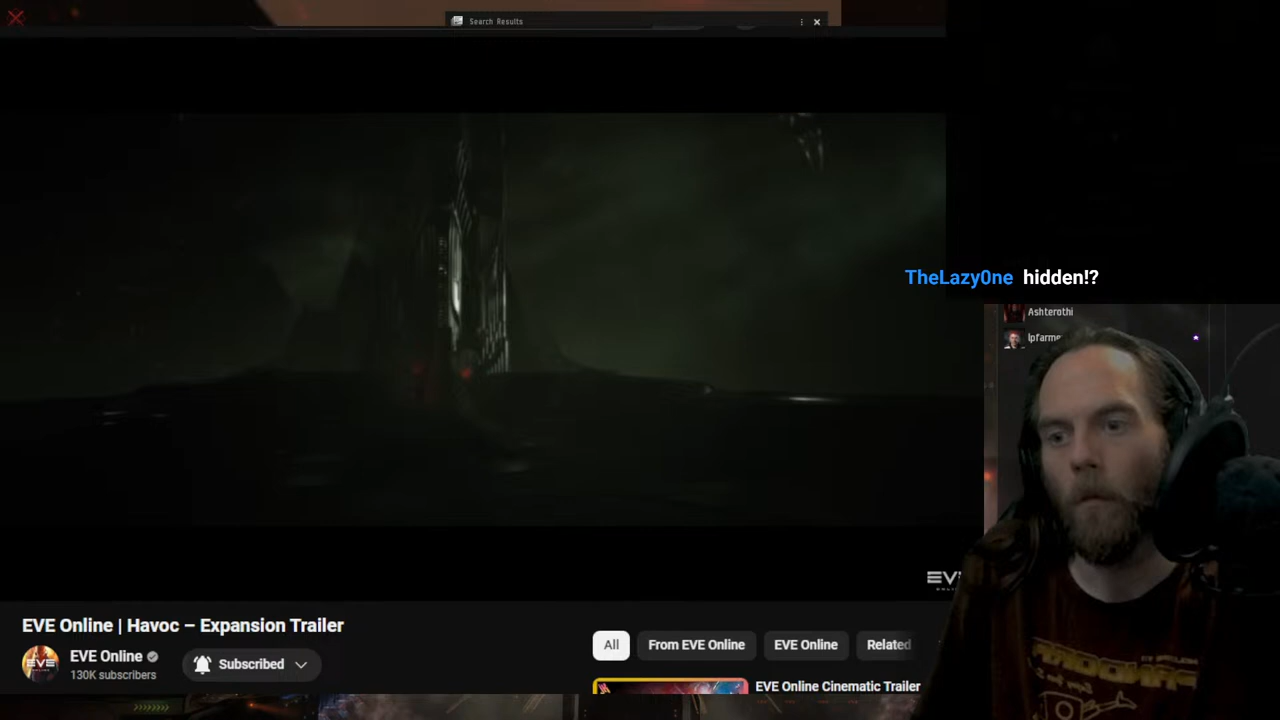 Search Results
TheLazy0ne hidden!?
Ashterothi
lpfarme
EVE Online | Havoc – Expansion Trailer
EVE Online
130K subscribers
Subscribed
All
From EVE Online
EVE Online
Related
EVE Online Cinematic Trailer